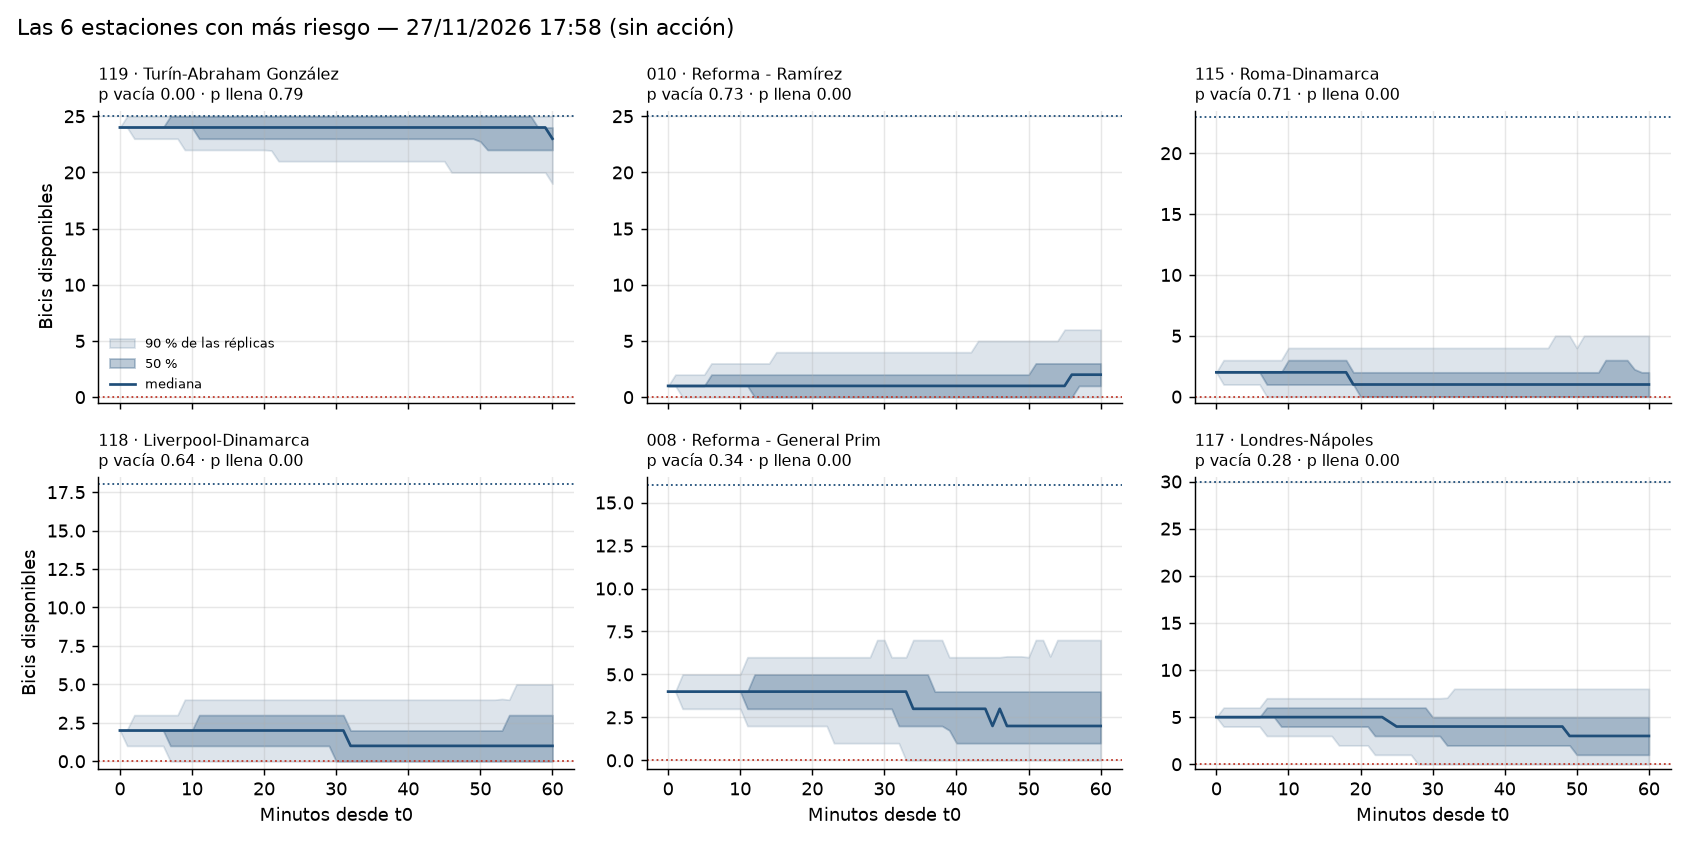 Las 6 estaciones con más riesgo — 27/11/2026 17:58 (sin acción)
119 · Turín-Abraham González
p vacía 0.00 · p llena 0.79
25
20
15
10
5
0
Bicis disponibles
90 % de las réplicas
50 %
mediana
010 · Reforma - Ramírez
p vacía 0.73 · p llena 0.00
25
20
15
10
5
0
115 · Roma-Dinamarca
p vacía 0.71 · p llena 0.00
20
15
10
5
0
118 · Liverpool-Dinamarca
p vacía 0.64 · p llena 0.00
17.5
15.0
12.5
10.0
7.5
5.0
2.5
0.0
Bicis disponibles
0 10 20 30 40 50 60
Minutos desde t0
008 · Reforma - General Prim
p vacía 0.34 · p llena 0.00
15.0
12.5
10.0
7.5
5.0
2.5
0.0
0 10 20 30 40 50 60
Minutos desde t0
117 · Londres-Nápoles
p vacía 0.28 · p llena 0.00
30
25
20
15
10
5
0
0 10 20 30 40 50 60
Minutos desde t0